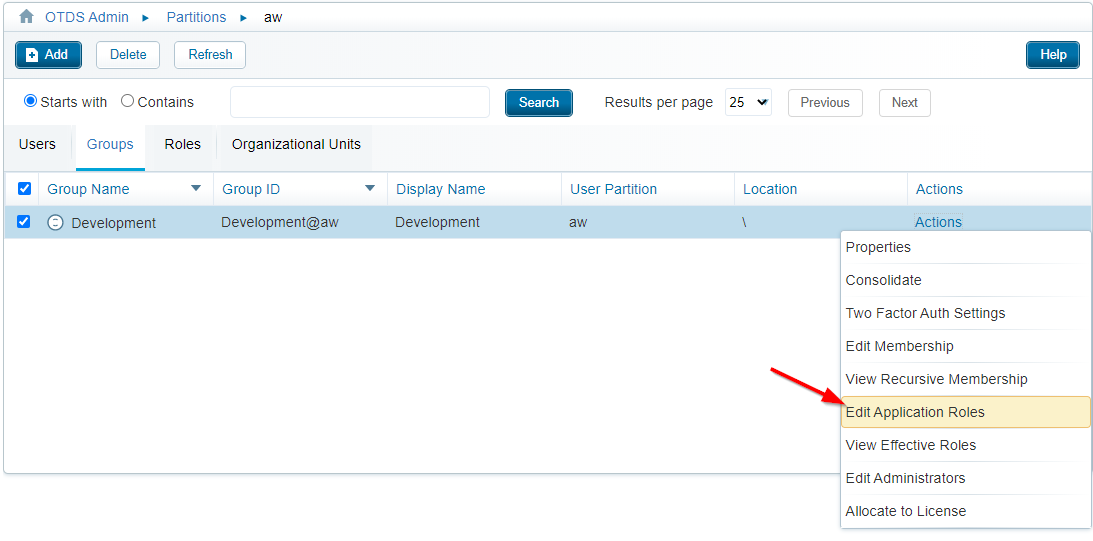 OTDS Admin ▸ Partitions ▸ aw
Add Delete Refresh Help
Starts with Contains Search Results per page 25 Previous Next
Users Groups Roles Organizational Units
Group Name Group ID Display Name User Partition Location Actions
Development Development@aw Development aw \ Actions
Properties
Consolidate
Two Factor Auth Settings
Edit Membership
View Recursive Membership
Edit Application Roles
View Effective Roles
Edit Administrators
Allocate to License